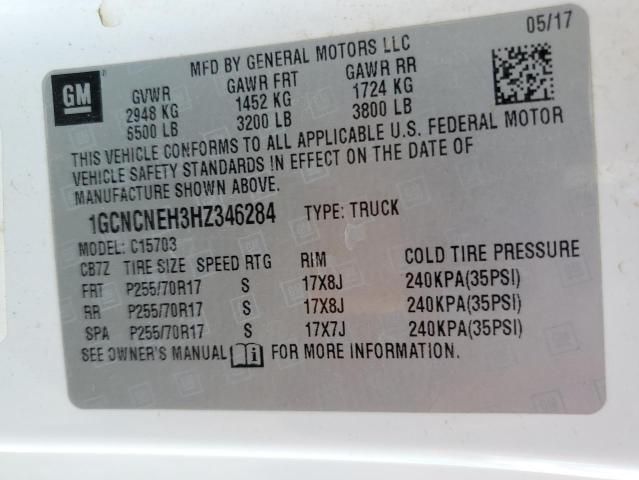 05/17
MFD BY GENERAL MOTORS LLC
GM
GVWR GAWR FRT GAWR RR
2948 KG 1452 KG 1724 KG
6500 LB 3200 LB 3800 LB
THIS VEHICLE CONFORMS TO ALL APPLICABLE U.S. FEDERAL MOTOR
VEHICLE SAFETY STANDARDS IN EFFECT ON THE DATE OF
MANUFACTURE SHOWN ABOVE.
1GCNCNEH3HZ346284 TYPE: TRUCK
MODEL: C15703
CB7Z TIRE SIZE SPEED RTG RIM COLD TIRE PRESSURE
FRT P255/70R17 S 17X8J 240KPA(35PSI)
RR P255/70R17 S 17X8J 240KPA(35PSI)
SPA P255/70R17 S 17X7J 240KPA(35PSI)
SEE OWNER'S MANUAL i FOR MORE INFORMATION.